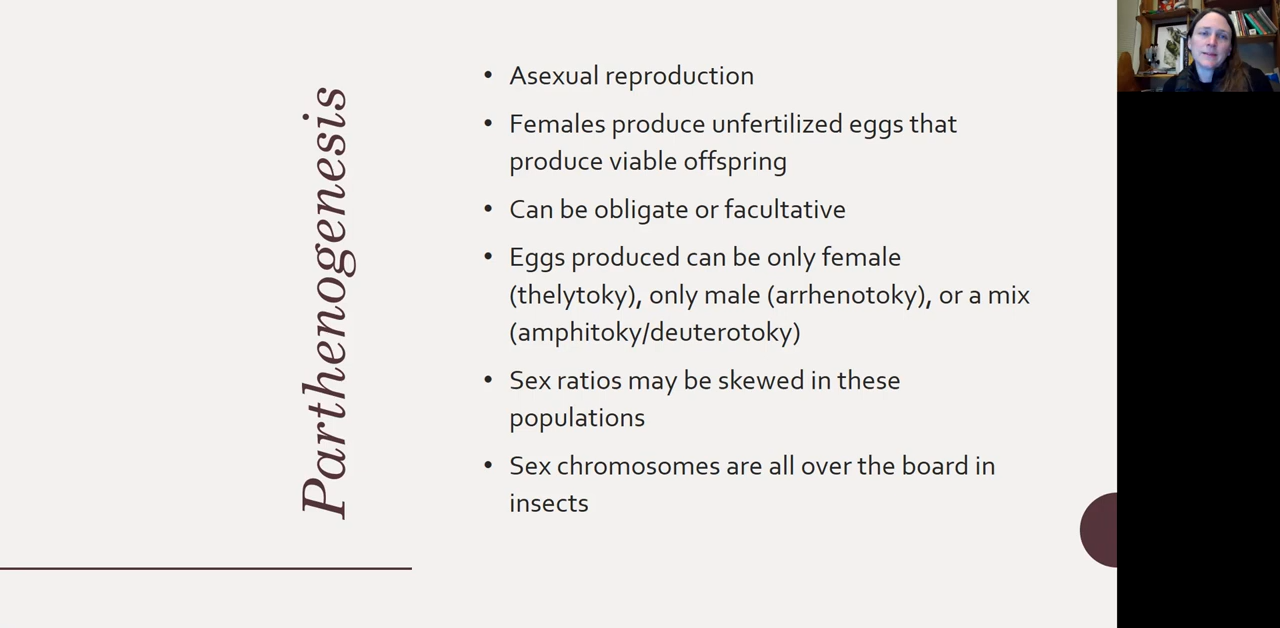 Parthenogenesis
• Asexual reproduction
• Females produce unfertilized eggs that
produce viable offspring
• Can be obligate or facultative
• Eggs produced can be only female
(thelytoky), only male (arrhenotoky), or a mix
(amphitoky/deuterotoky)
• Sex ratios may be skewed in these
populations
• Sex chromosomes are all over the board in
insects